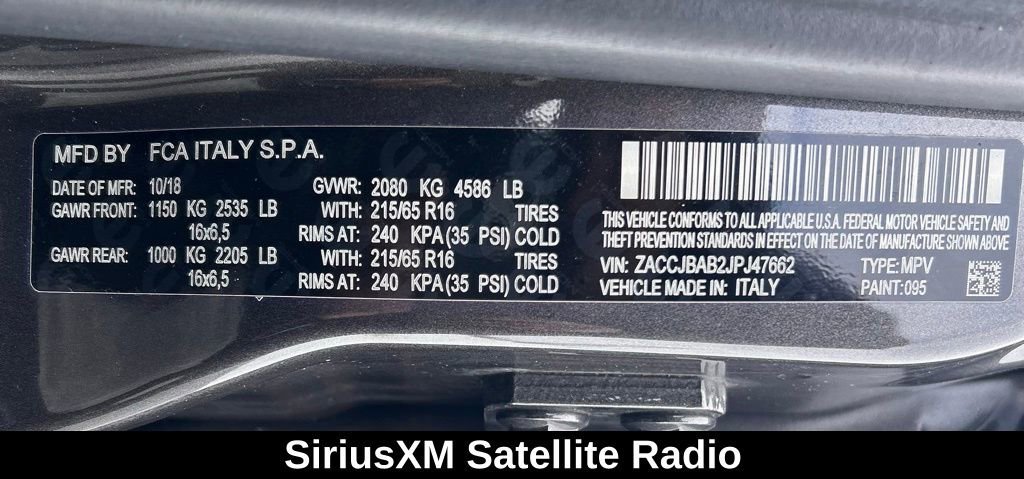 MFD BY FCA ITALY S.P.A.
DATE OF MFR: 10/18 GVWR: 2080 KG 4586 LB
GAWR FRONT: 1150 KG 2535 LB WITH: 215/65 R16 TIRES
16x6,5 RIMS AT: 240 KPA(35 PSI) COLD
GAWR REAR: 1000 KG 2205 LB WITH: 215/65 R16 TIRES
16x6,5 RIMS AT: 240 KPA(35 PSI) COLD
THIS VEHICLE CONFORMS TO ALL APPLICABLE U.S.A. FEDERAL MOTOR VEHICLE SAFETY AND
THEFT PREVENTION STANDARDS IN EFFECT ON THE DATE OF MANUFACTURE SHOWN ABOVE
VIN: ZACCJBAB2JPJ47662 TYPE: MPV
VEHICLE MADE IN: ITALY PAINT: 095
SiriusXM Satellite Radio